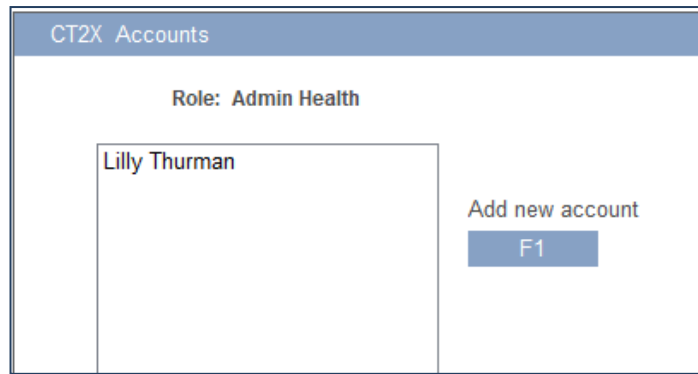 CT2X Accounts
Role: Admin Health
Lilly Thurman
Add new account
F1